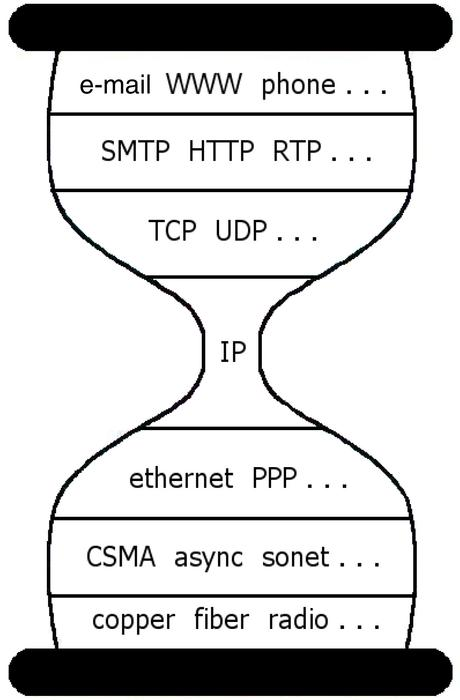 e-mail WWW phone . . .
SMTP HTTP RTP . . .
TCP UDP . . .
IP
ethernet PPP . . .
CSMA async sonet . . .
copper fiber radio . . .